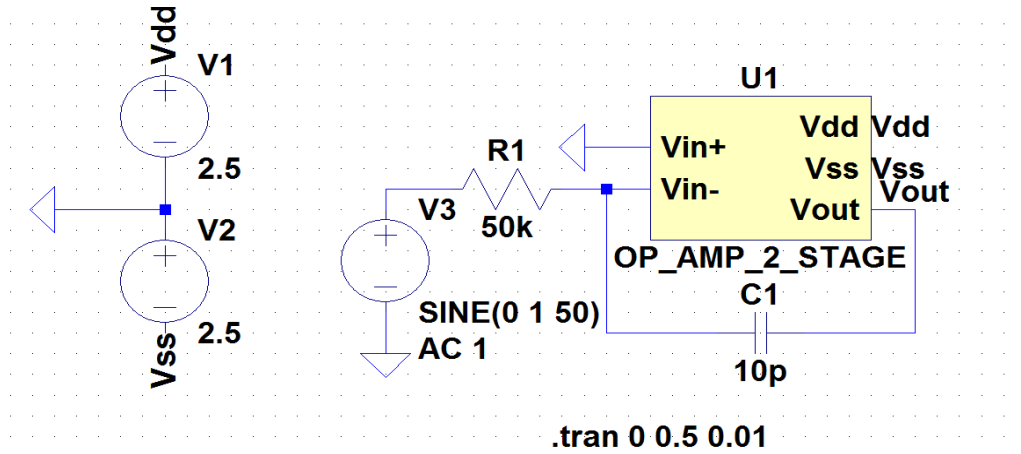 Vdd
V1
2.5
V2
2.5
Vss
R1
50k
V3
SINE(0 1 50)
AC 1
U1
Vin+
Vin-
Vdd Vdd
Vss Vss
Vout Vout
OP_AMP_2_STAGE
C1
10p
.tran 0 0.5 0.01